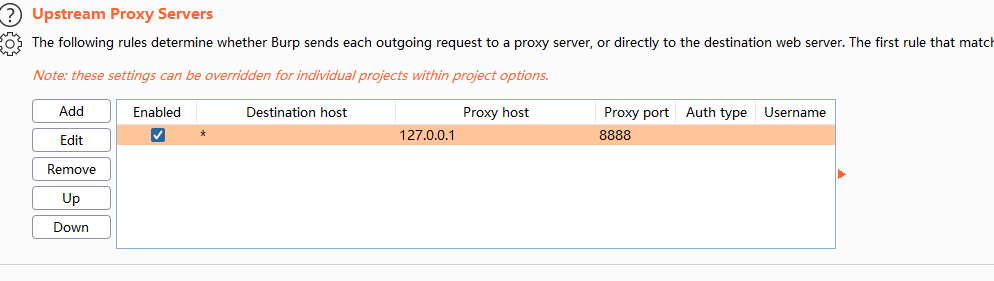 Upstream Proxy Servers
The following rules determine whether Burp sends each outgoing request to a proxy server, or directly to the destination web server. The first rule that match
Note: these settings can be overridden for individual projects within project options.
Add
Edit
Remove
Up
Down
Enabled Destination host Proxy host Proxy port Auth type Username
* 127.0.0.1 8888